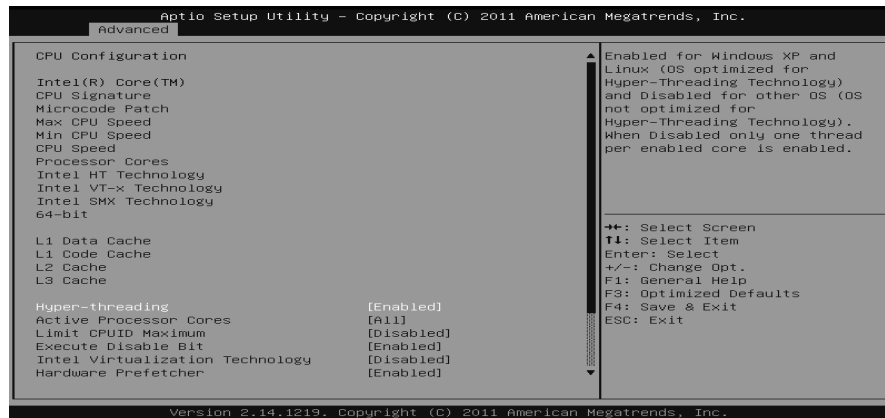 Aptio Setup Utility – Copyright (C) 2011 American Megatrends, Inc.
Advanced
CPU Configuration
Intel(R) Core(TM)
CPU Signature
Microcode Patch
Max CPU Speed
Min CPU Speed
CPU Speed
Processor Cores
Intel HT Technology
Intel VT-x Technology
Intel SMX Technology
64-bit
L1 Data Cache
L1 Code Cache
L2 Cache
L3 Cache
Hyper-threading [Enabled]
Active Processor Cores [All]
Limit CPUID Maximum [Disabled]
Execute Disable Bit [Enabled]
Intel Virtualization Technology [Disabled]
Hardware Prefetcher [Enabled]
Enabled for Windows XP and
Linux (OS optimized for
Hyper-Threading Technology)
and Disabled for other OS (OS
not optimized for
Hyper-Threading Technology).
When Disabled only one thread
per enabled core is enabled.
→←: Select Screen
↑↓: Select Item
Enter: Select
+/-: Change Opt.
F1: General Help
F3: Optimized Defaults
F4: Save & Exit
ESC: Exit
Version 2.14.1219. Copyright (C) 2011 American Megatrends, Inc.